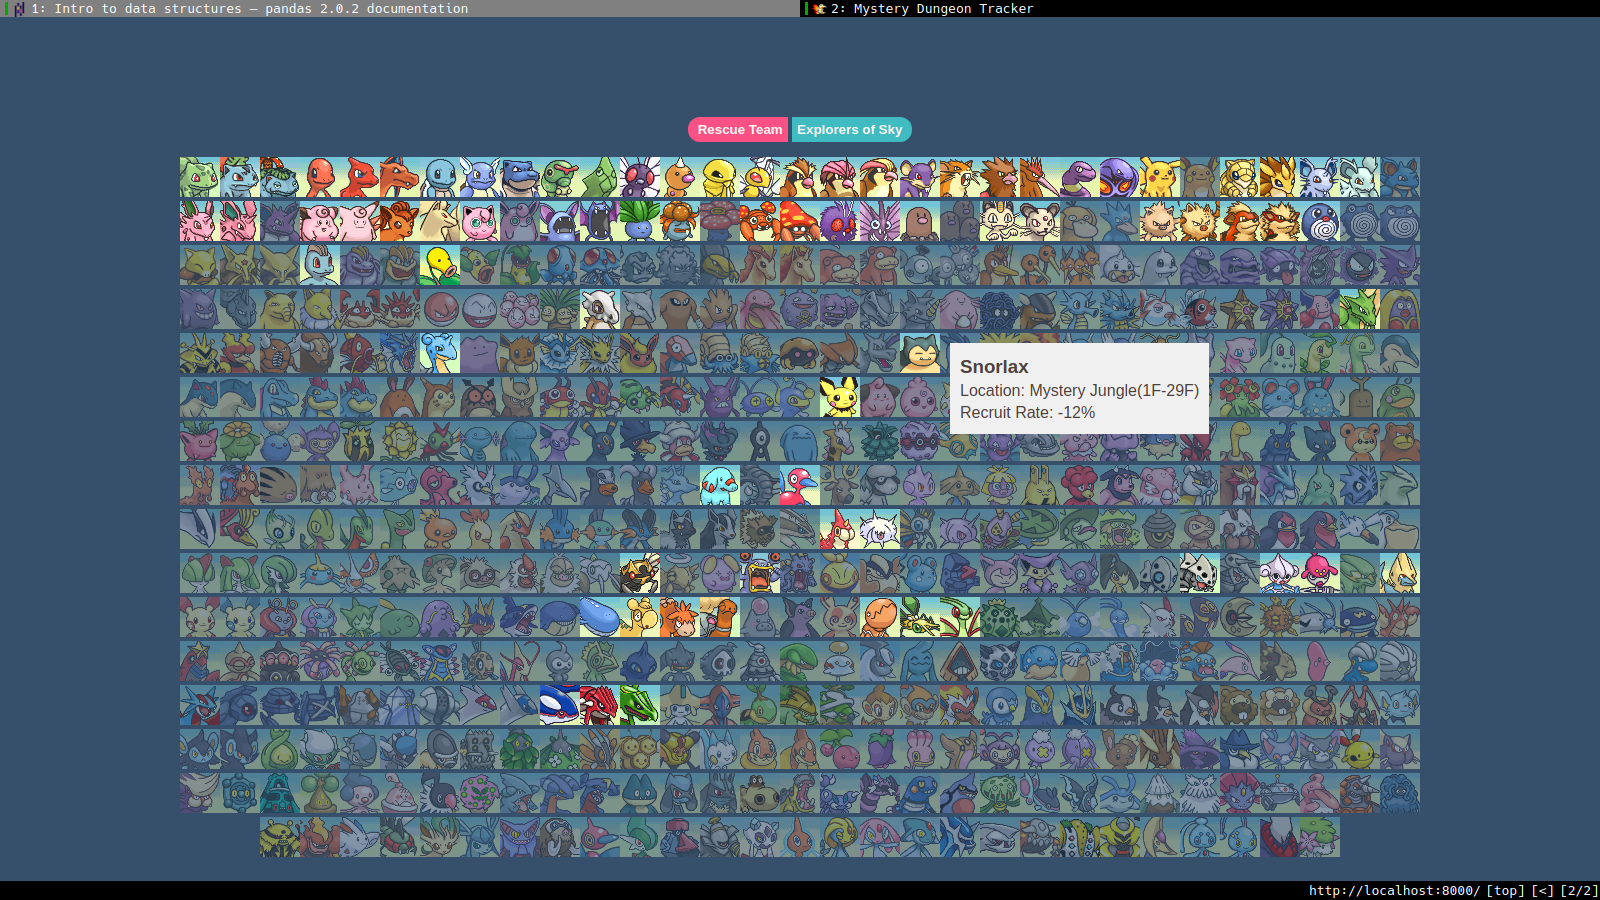 1: Intro to data structures — pandas 2.0.2 documentation
2: Mystery Dungeon Tracker
Rescue Team
Explorers of Sky
Snorlax
Location: Mystery Jungle(1F-29F)
Recruit Rate: -12%
http://localhost:8000/ [top] [<] [2/2]